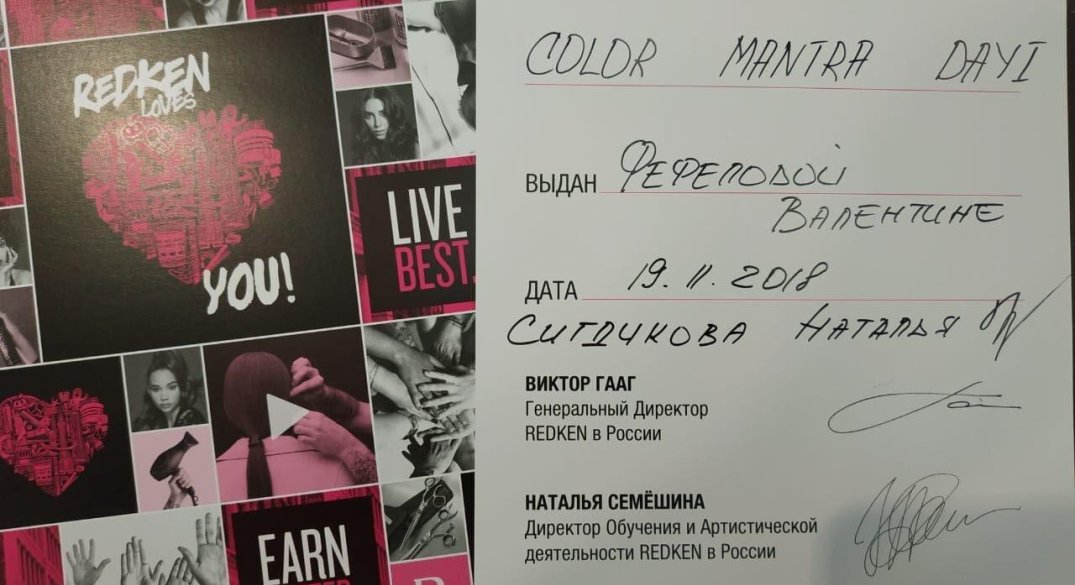 REDKEN
LOVES
YOU!
LIVE
BEST.
EARN
COLOR MANTRA DAY I
ВЫДАН Фефеловой
Валентине
ДАТА 19.11.2018
Ситдикова Наталья
ВИКТОР ГААГ
Генеральный Директор
REDKEN в России
НАТАЛЬЯ СЕМЁШИНА
Директор Обучения и Артистической
деятельности REDKEN в России